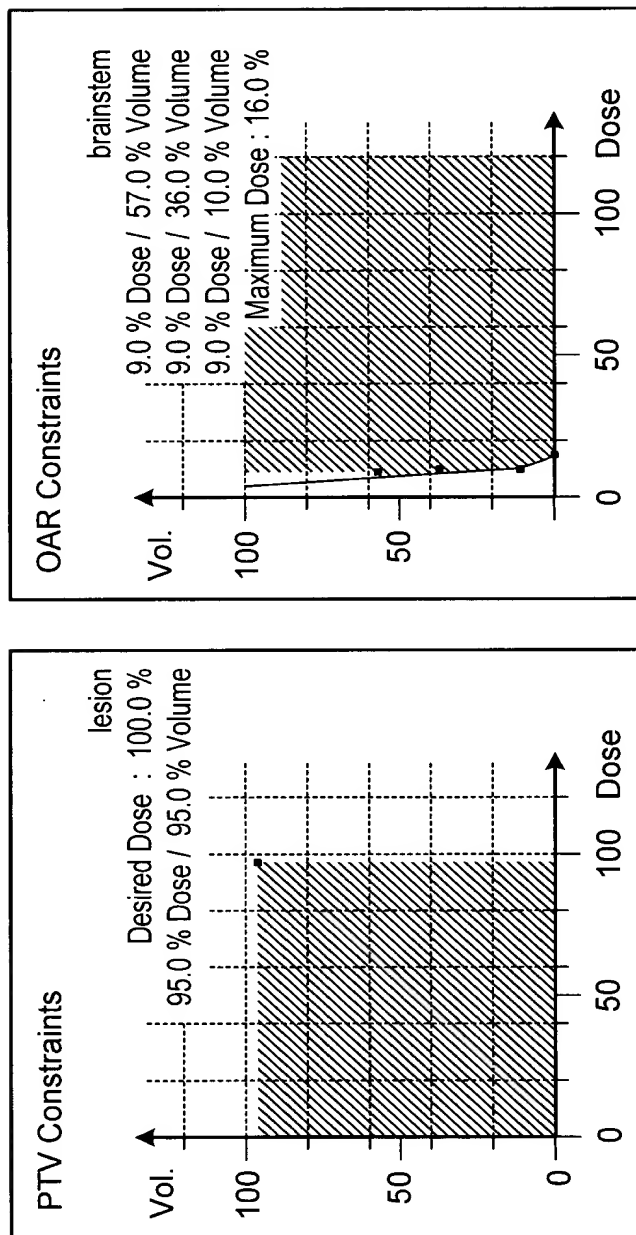 PTV Constraints
lesion
Desired Dose : 100.0 %
95.0 % Dose / 95.0 % Volume
Vol.
100
50
0
0
50
100
Dose
OAR Constraints
brainstem
9.0 % Dose / 57.0 % Volume
9.0 % Dose / 36.0 % Volume
9.0 % Dose / 10.0 % Volume
Maximum Dose : 16.0 %
Vol.
100
50
0
50
100
Dose